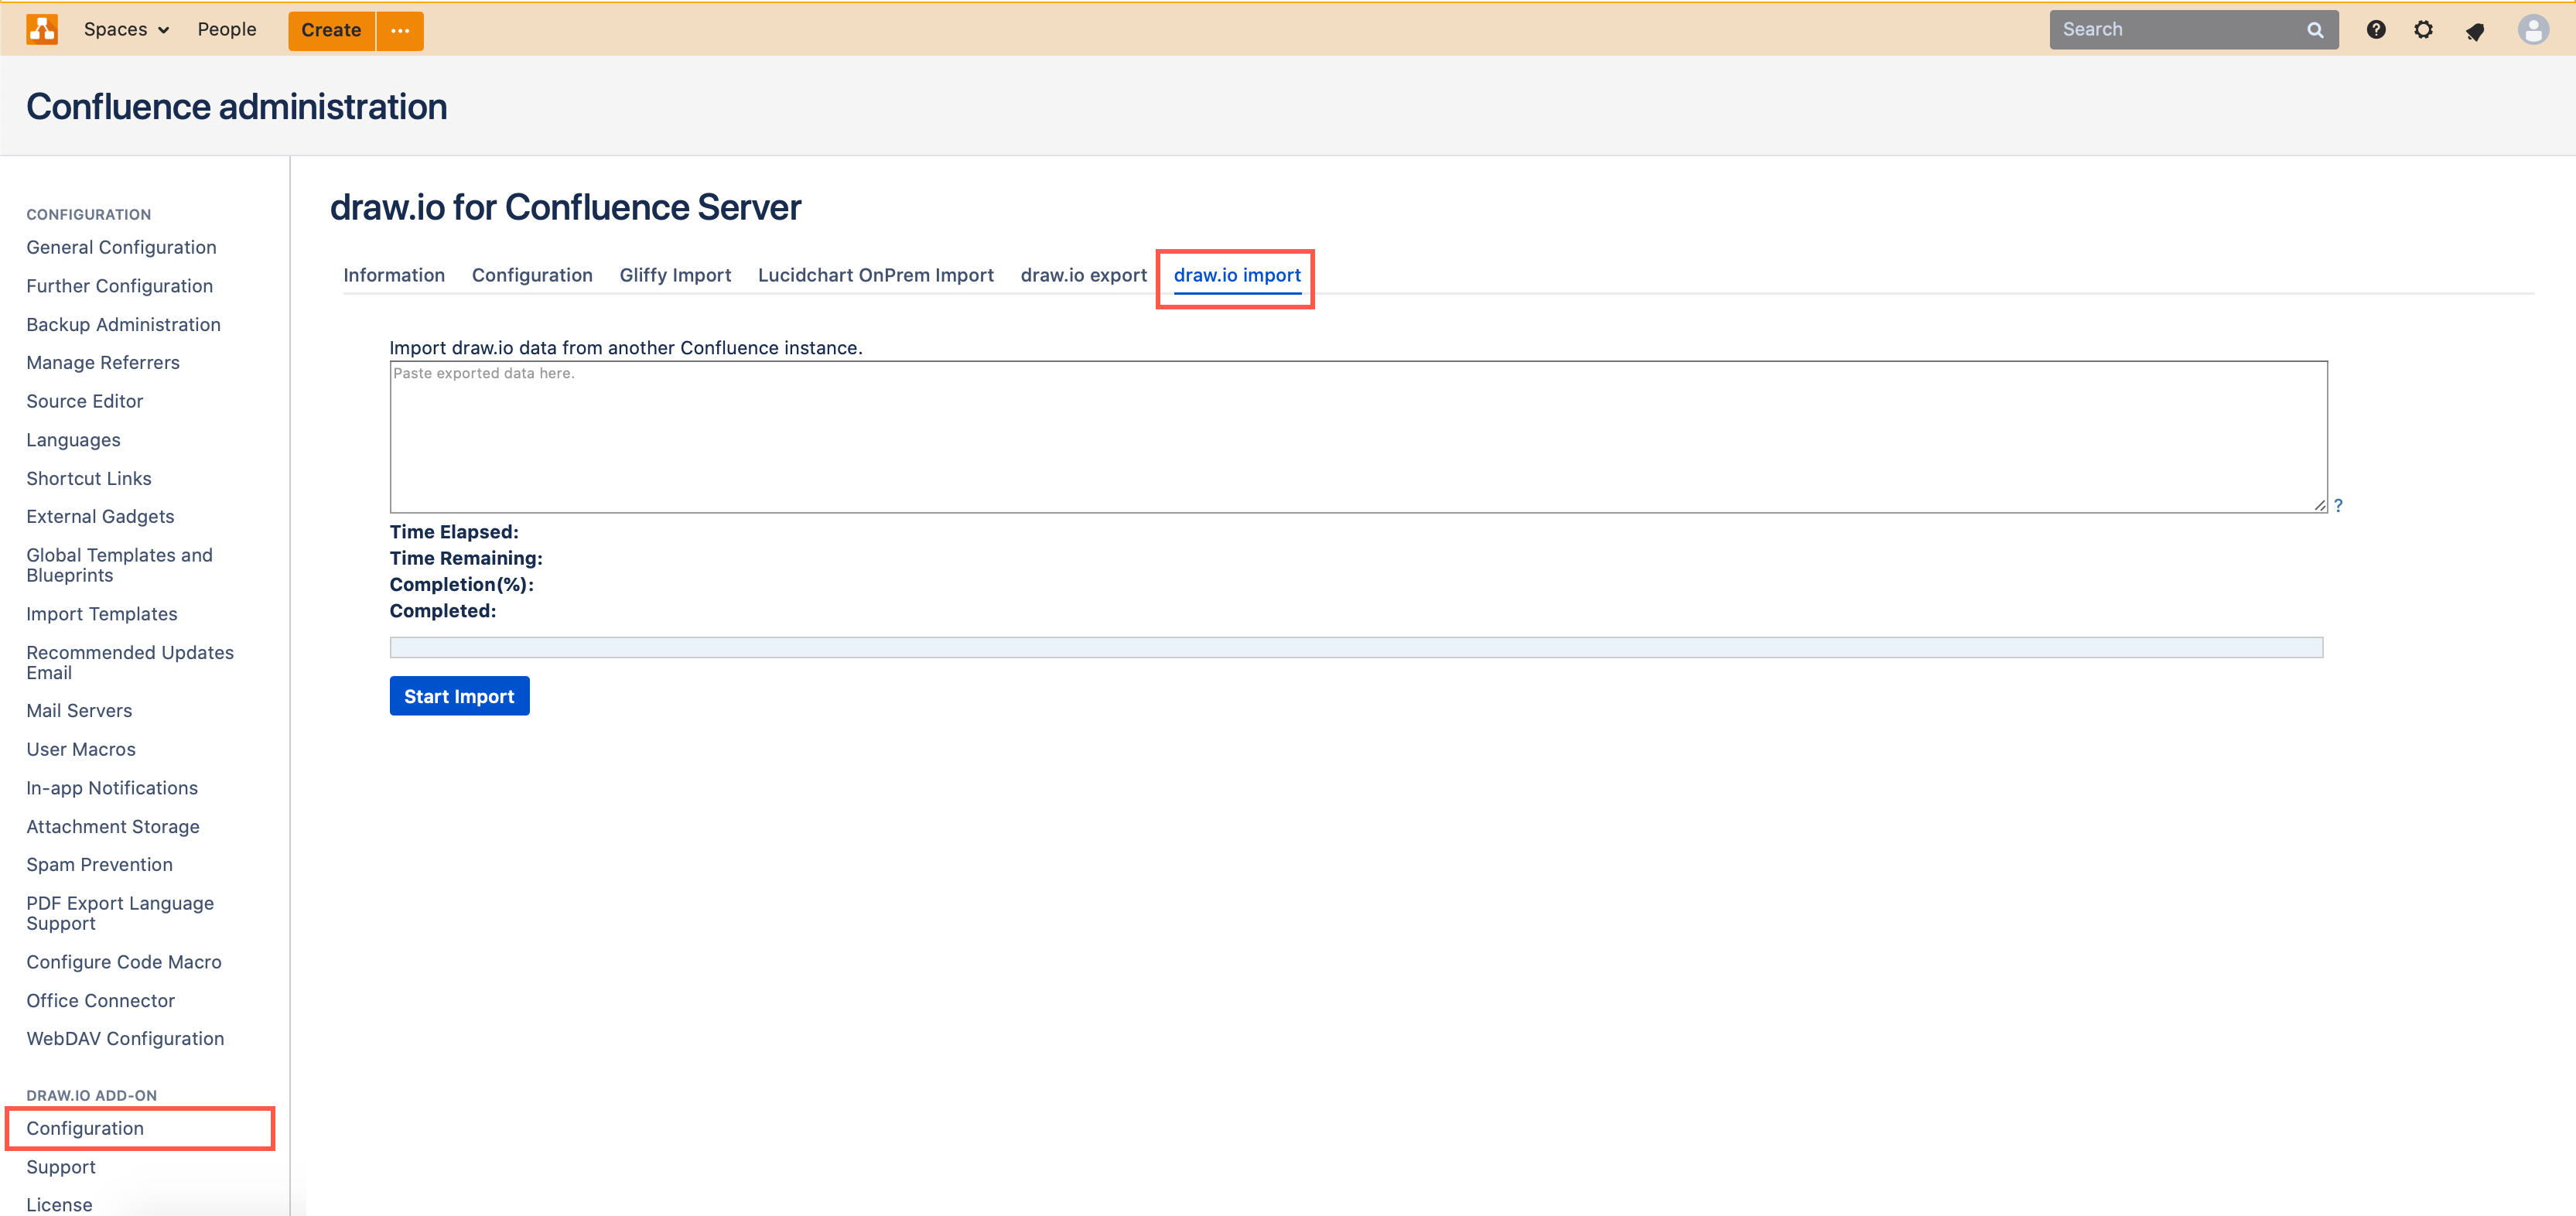 Spaces
People
Create
Search
Confluence administration
CONFIGURATION
General Configuration
Further Configuration
Backup Administration
Manage Referrers
Source Editor
Languages
Shortcut Links
External Gadgets
Global Templates and
Blueprints
Import Templates
Recommended Updates
Email
Mail Servers
User Macros
In-app Notifications
Attachment Storage
Spam Prevention
PDF Export Language
Support
Configure Code Macro
Office Connector
WebDAV Configuration
DRAW.IO ADD-ON
Configuration
Support
License
draw.io for Confluence Server
Information Configuration Gliffy Import Lucidchart OnPrem Import draw.io export draw.io import
Import draw.io data from another Confluence instance.
Paste exported data here.
?
Time Elapsed:
Time Remaining:
Completion(%):
Completed:
Start Import